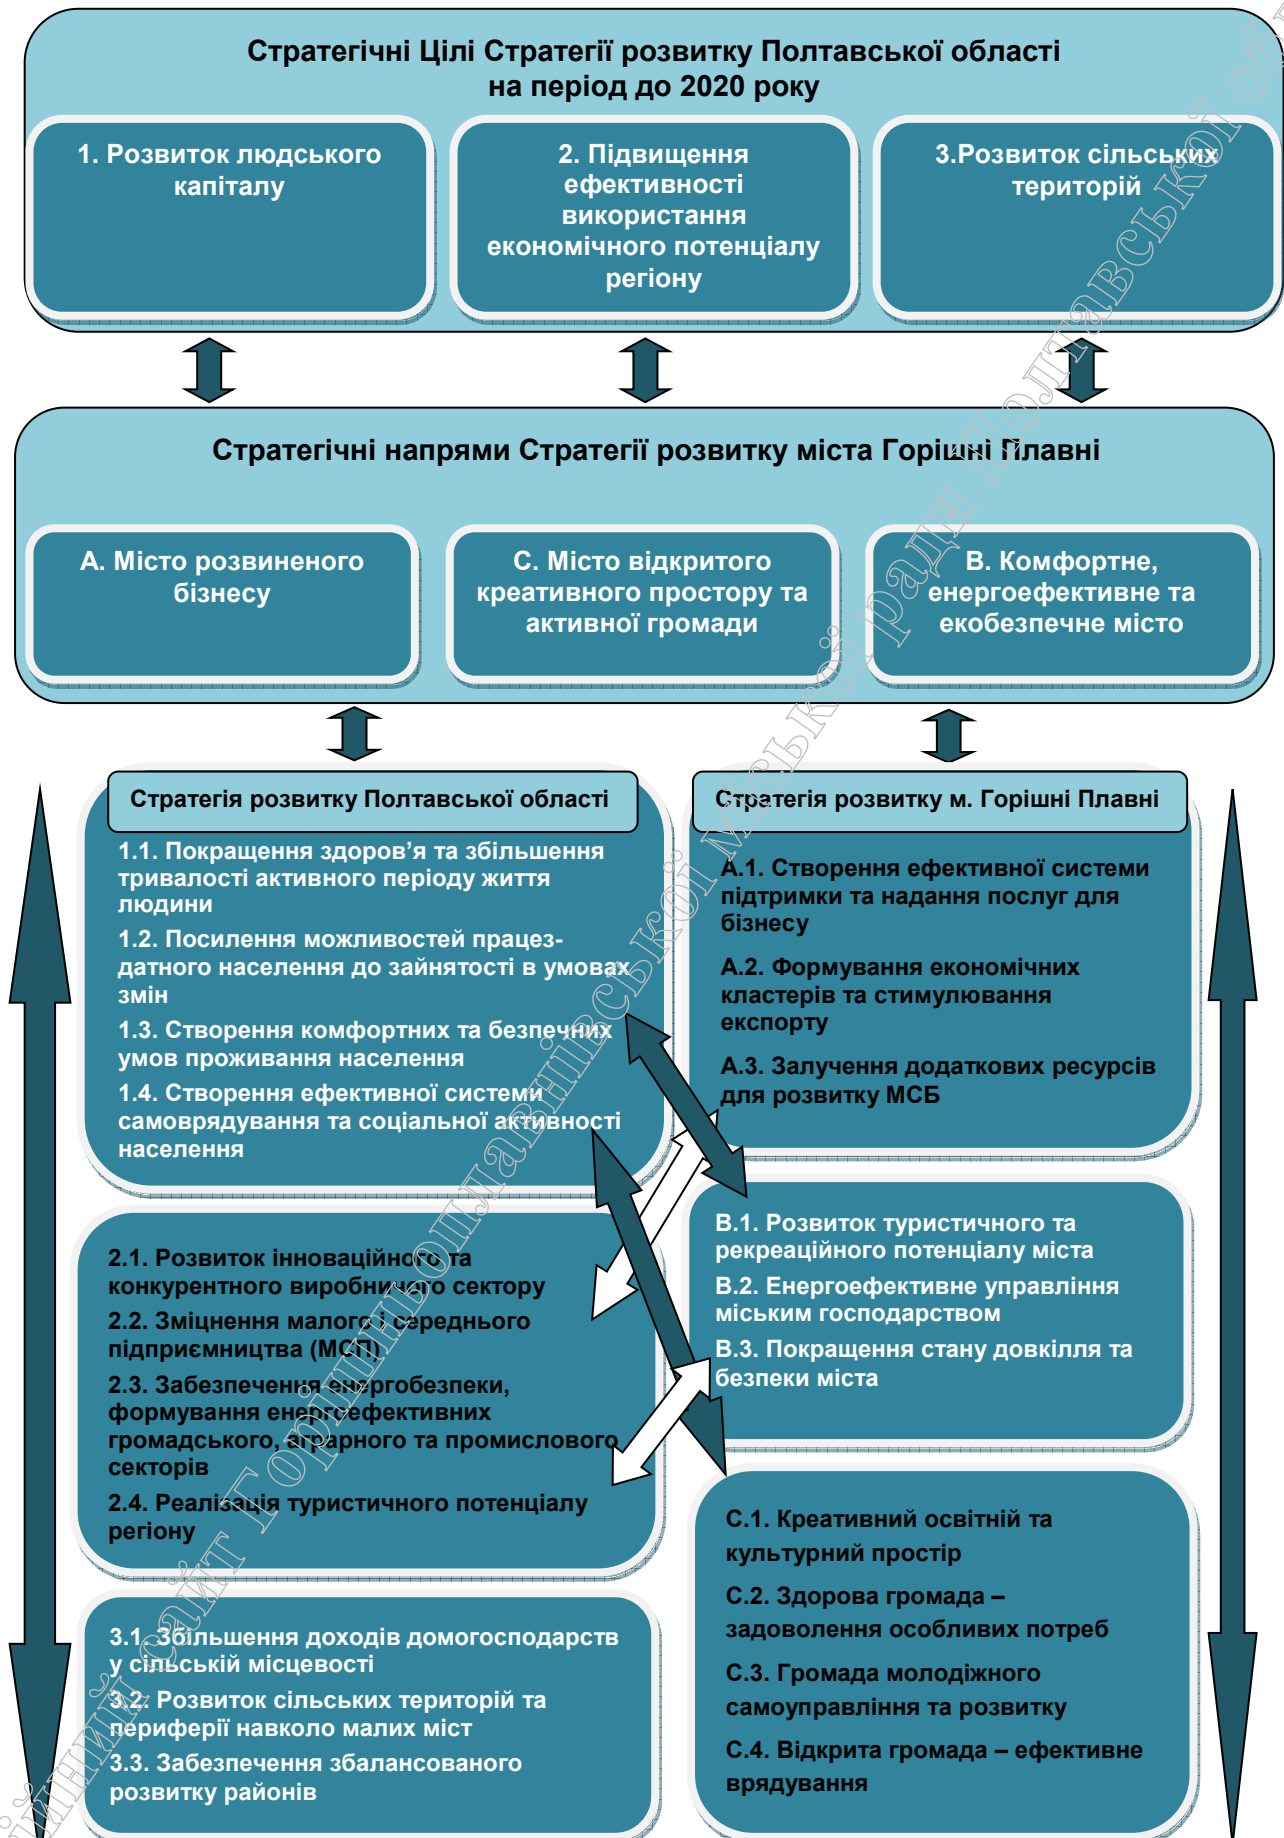 Стратегічні Цілі Стратегії розвитку Полтавської області
на період до 2020 року
1. Розвиток людського
капіталу
2. Підвищення
ефективності
використання
економічного потенціалу
регіону
3.Розвиток сільських
територій
Стратегічні напрями Стратегії розвитку міста Горішні Плавні
А. Місто розвиненого
бізнесу
С. Місто відкритого
креативного простору та
активної громади
В. Комфортне,
енергоефективне та
екобезпечне місто
Стратегія розвитку Полтавської області
1.1. Покращення здоров’я та збільшення
тривалості активного періоду життя
людини
1.2. Посилення можливостей працез-
датного населення до зайнятості в умовах
змін
1.3. Створення комфортних та безпечних
умов проживання населення
1.4. Створення ефективної системи
самоврядування та соціальної активності
населення
2.1. Розвиток інноваційного та
конкурентного виробничого сектору
2.2. Зміцнення малого і середнього
підприємництва (МСП)
2.3. Забезпечення енергобезпеки,
формування енергоефективних
громадського, аграрного та промислового
секторів
2.4. Реалізація туристичного потенціалу
регіону
3.1. Збільшення доходів домогосподарств
у сільській місцевості
3.2. Розвиток сільських територій та
периферії навколо малих міст
3.3. Забезпечення збалансованого
розвитку районів
Стратегія розвитку м. Горішні Плавні
А.1. Створення ефективної системи
підтримки та надання послуг для
бізнесу
А.2. Формування економічних
кластерів та стимулювання
експорту
А.3. Залучення додаткових ресурсів
для розвитку МСБ
В.1. Розвиток туристичного та
рекреаційного потенціалу міста
В.2. Енергоефективне управління
міським господарством
В.3. Покращення стану довкілля та
безпеки міста
С.1. Креативний освітній та
культурний простір
С.2. Здорова громада –
задоволення особливих потреб
С.3. Громада молодіжного
самоуправління та розвитку
С.4. Відкрита громада – ефективне
врядування
сайт Горішньоплавнівської міської ради Полтавської